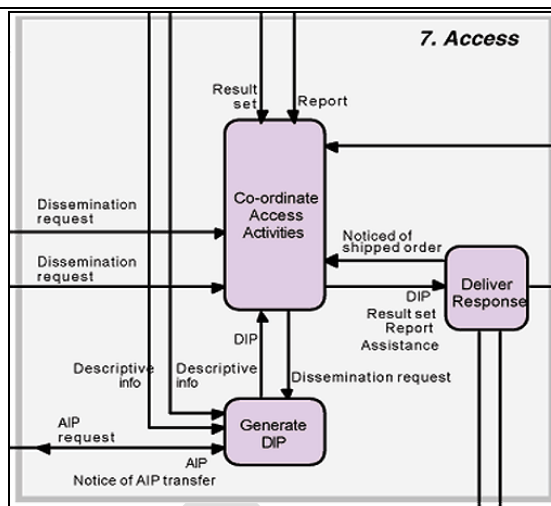 7. Access
Result
set
Report
Co-ordinate
Access
Activities
Dissemination
request
Dissemination
request
Noticed of
shipped order
Deliver
Response
DIP
Result set
Report
Assistance
DIP
Descriptive
info
Descriptive
info
Dissemination request
Generate
DIP
AIP
request
AIP
Notice of AIP transfer